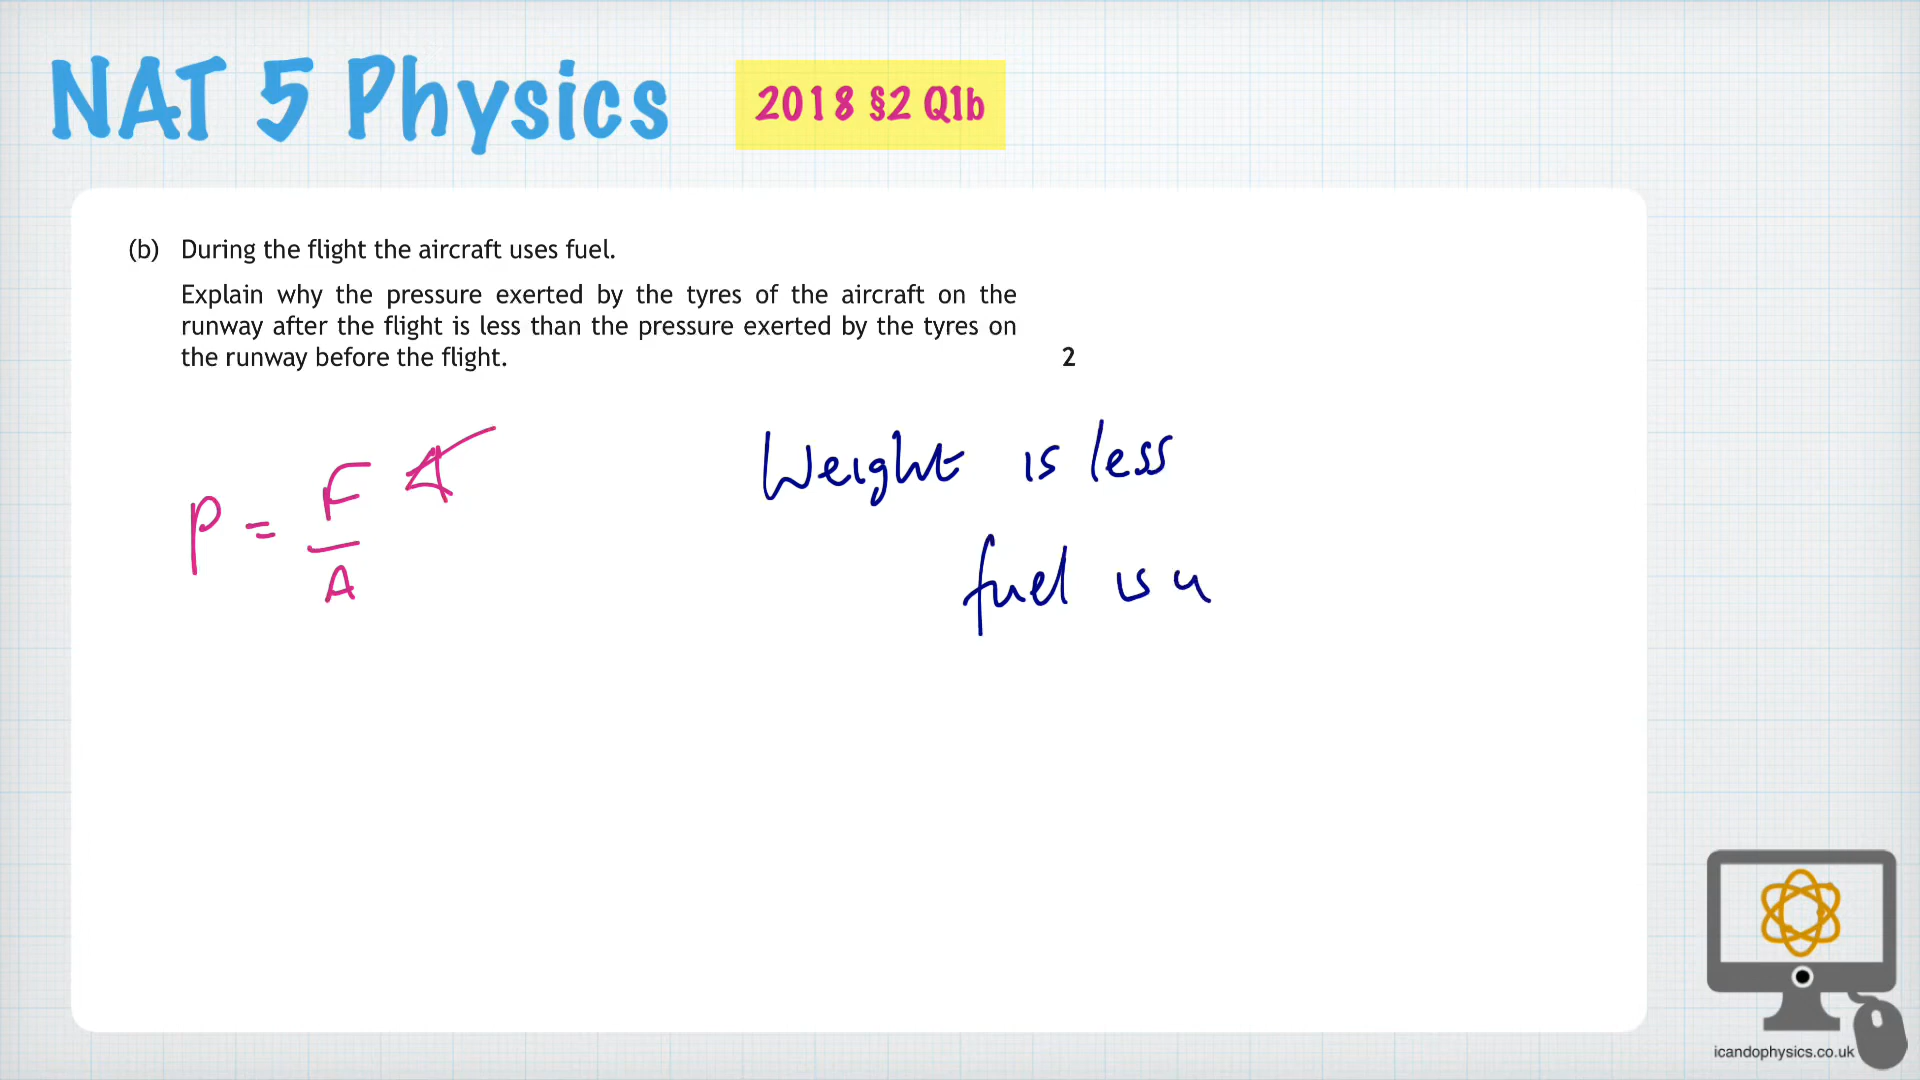 NAT 5 Physics
2018 §2 Q1b
(b) During the flight the aircraft uses fuel.
Explain why the pressure exerted by the tyres of the aircraft on the
runway after the flight is less than the pressure exerted by the tyres on
the runway before the flight.
2
P = F
A
Weight is less
fuel is u
icandophysics.co.uk